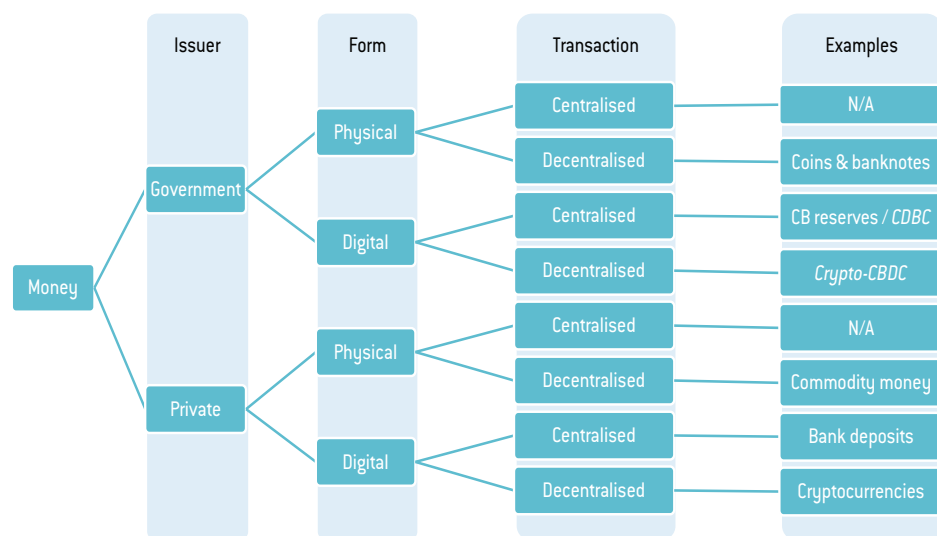 Issuer
Form
Transaction
Examples
Centralised
N/A
Physical
Decentralised
Coins & banknotes
Government
Centralised
CB reserves / CDBC
Digital
Decentralised
Crypto-CBDC
Money
Centralised
N/A
Physical
Decentralised
Commodity money
Private
Centralised
Bank deposits
Digital
Decentralised
Cryptocurrencies